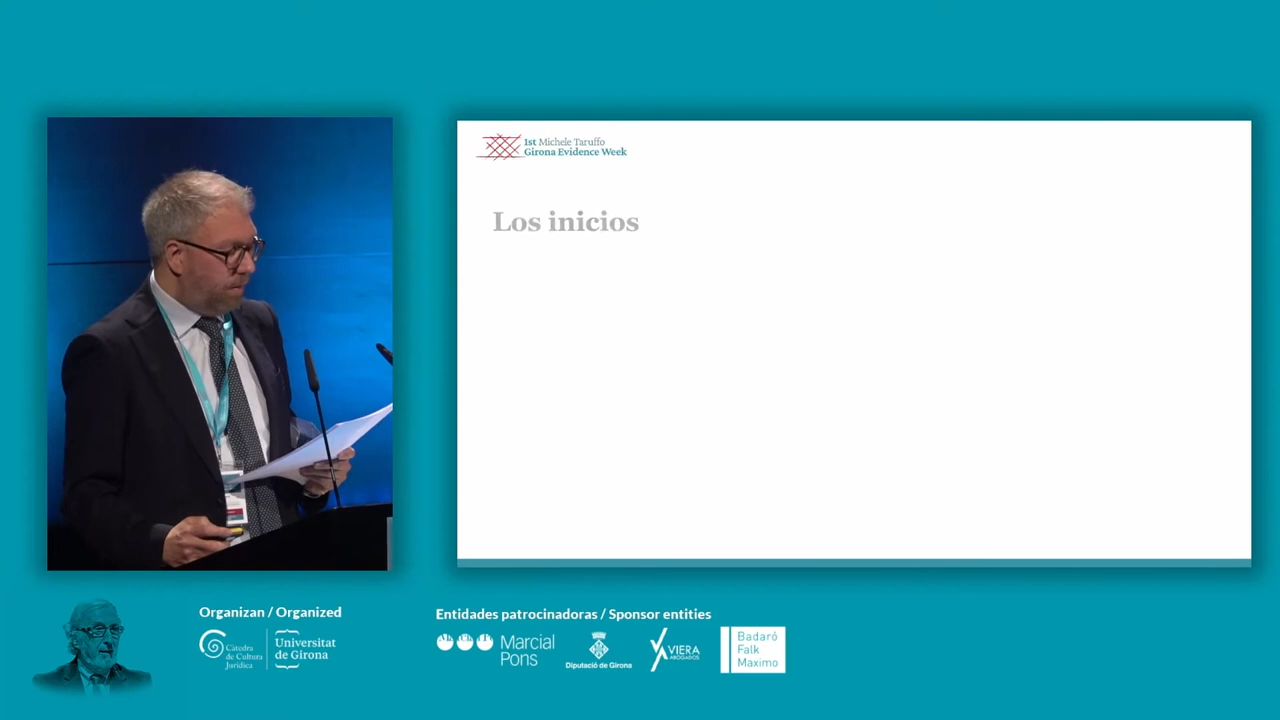 1st Michele Taruffo
Girona Evidence Week
Los inicios
Organizan / Organized
Càtedra
de Cultura
Jurídica
Universitat
de Girona
Entidades patrocinadoras / Sponsor entities
Marcial
Pons
Diputació de Girona
VIERA
ABOGADOS
Badaró
Falk
Maximo